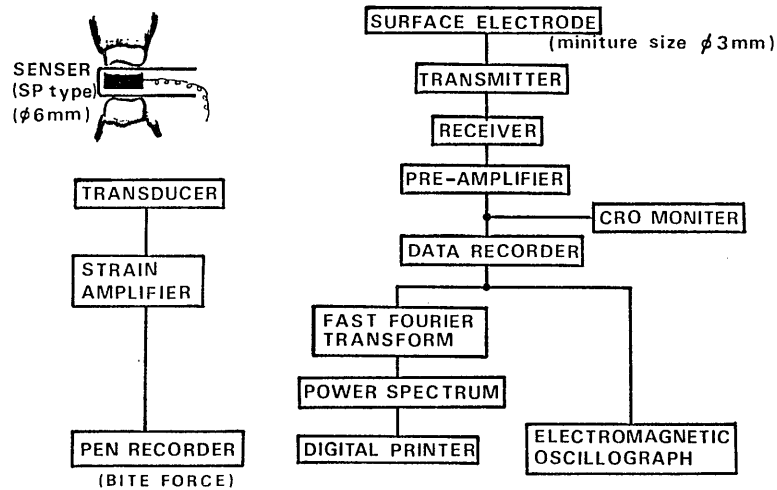 SENSER
(SP type)
(ϕ6mm)
TRANSDUCER
STRAIN
AMPLIFIER
PEN RECORDER
(BITE FORCE)
SURFACE ELECTRODE
(miniture size ϕ3mm)
TRANSMITTER
RECEIVER
PRE-AMPLIFIER
CRO MONITER
DATA RECORDER
FAST FOURIER
TRANSFORM
POWER SPECTRUM
DIGITAL PRINTER
ELECTROMAGNETIC
OSCILLOGRAPH